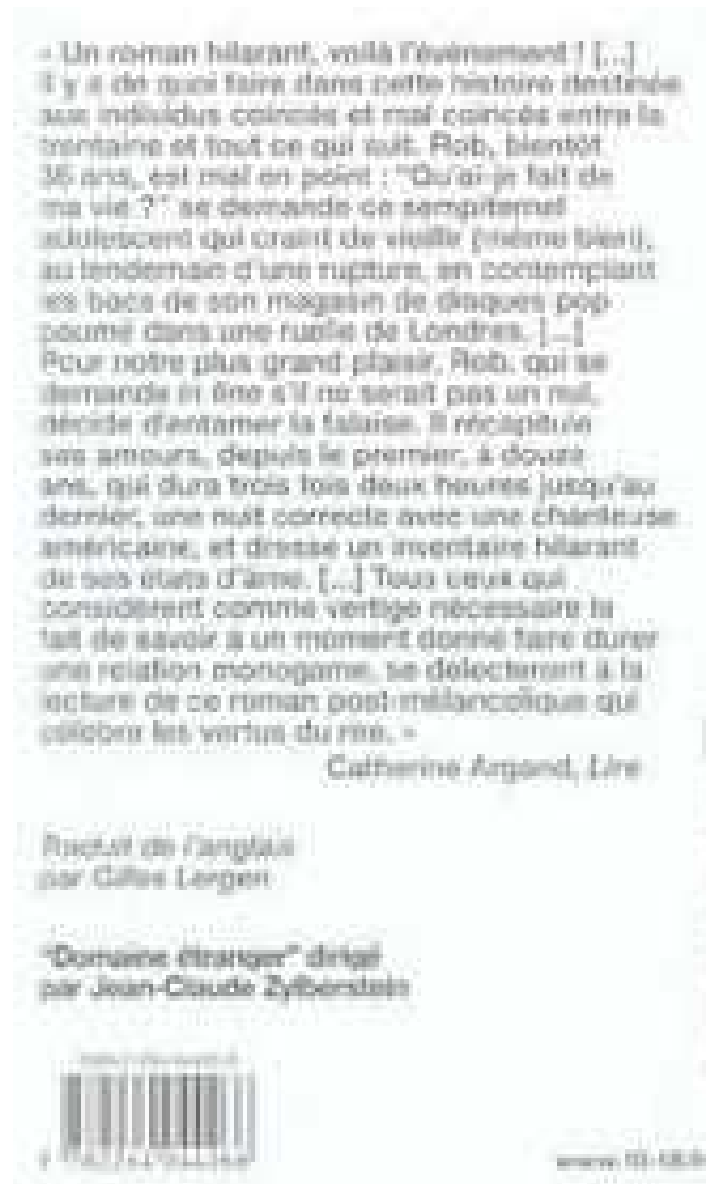 « Un roman hilarant, voilà l'événement ! [...]
Il y a de quoi faire dans cette histoire destinée
aux individus coincés et mal coincés entre la
trentaine et tout ce qui suit. Rob, bientôt
36 ans, est mal en point : "Qu'ai-je fait de
ma vie ?" se demande ce sempiternel
adolescent qui craint de vieillir (même bien),
au lendemain d'une rupture, en contemplant
les bacs de son magasin de disques pop
paumé dans une ruelle de Londres. [...]
Pour notre plus grand plaisir, Rob, qui se
demande in fine s'il ne serait pas un nul,
décide d'entamer la falaise. Il récapitule
ses amours, depuis le premier, à douze
ans, qui dura trois fois deux heures jusqu'au
dernier, une nuit correcte avec une chanteuse
américaine, et dresse un inventaire hilarant
de ses états d'âme. [...] Tous ceux qui
considèrent comme vertige nécessaire le
fait de savoir à un moment donné faire durer
une relation monogame, se délecteront à la
lecture de ce roman post-mélancolique qui
célèbre les vertus du rire. »
Catherine Argand, Lire
Traduit de l'anglais
par Gilles Lergen
"Domaine étranger" dirigé
par Jean-Claude Zylberstein